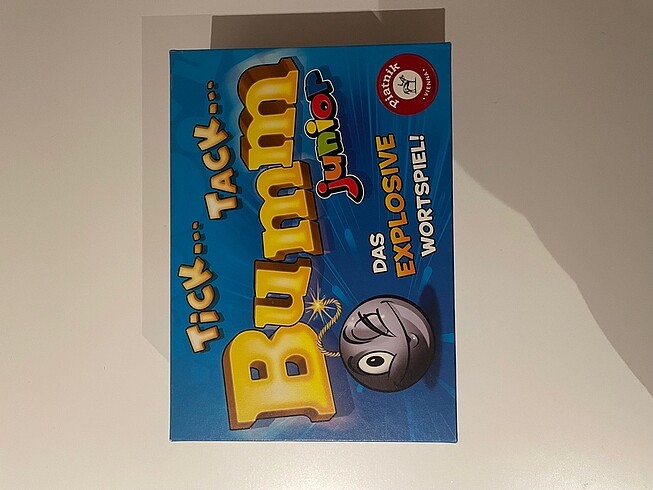 TICK... TACK...
Bumm
junior
DAS
EXPLOSIVE
WORTSPIEL!
Piatnik
• VIENNA •